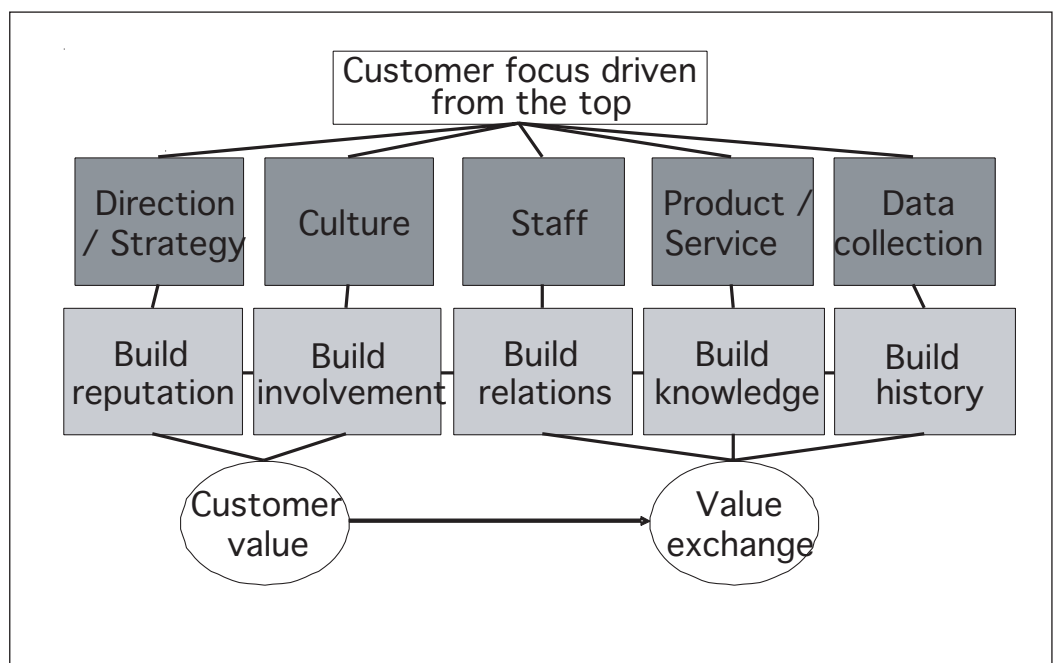 Customer focus driven
from the top
Direction
/ Strategy
Culture
Staff
Product /
Service
Data
collection
Build
reputation
Build
involvement
Build
relations
Build
knowledge
Build
history
Customer
value
Value
exchange